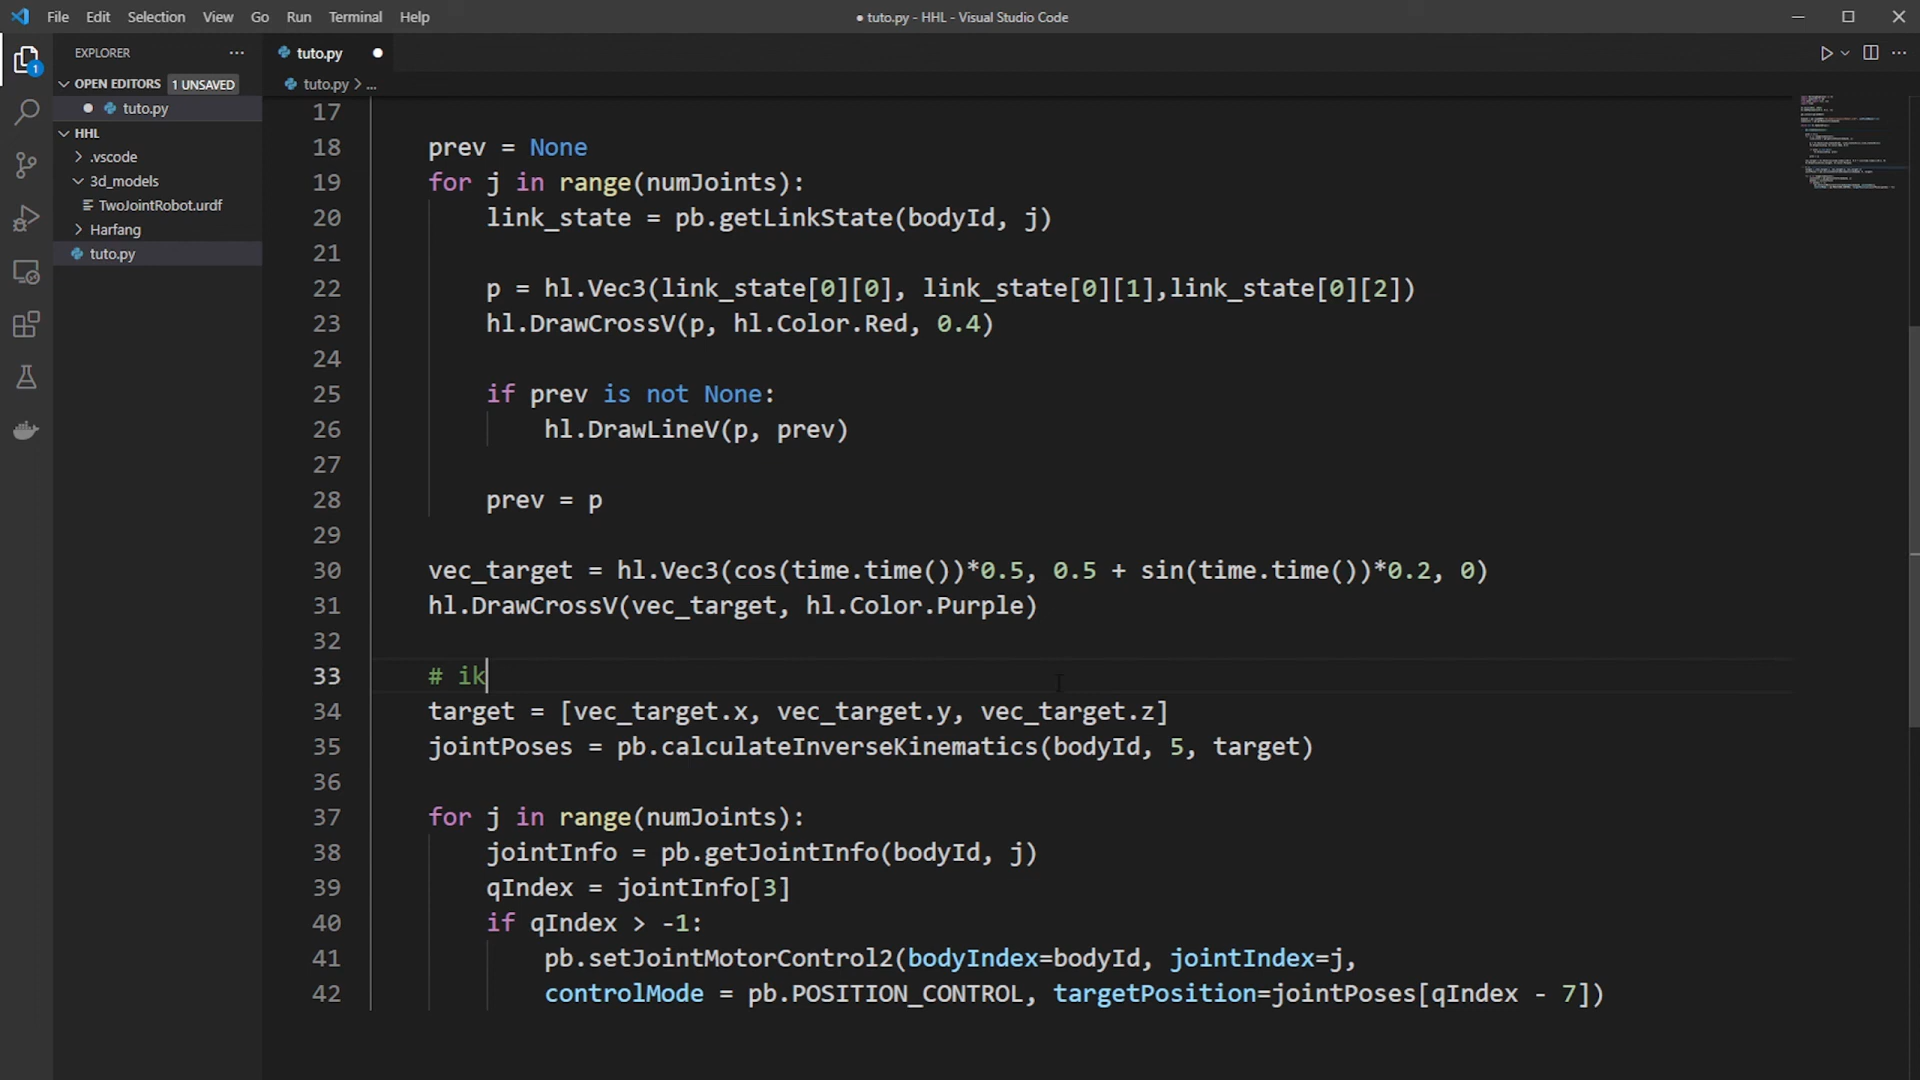 File Edit Selection View Go Run Terminal Help
● tuto.py - HHL - Visual Studio Code
EXPLORER
tuto.py
OPEN EDITORS 1 UNSAVED
tuto.py > ...
tuto.py
HHL
.vscode
3d_models
TwoJointRobot.urdf
Harfang
tuto.py
1
17
18 prev = None
19 for j in range(numJoints):
20 link_state = pb.getLinkState(bodyId, j)
21
22 p = hl.Vec3(link_state[0][0], link_state[0][1],link_state[0][2])
23 hl.DrawCrossV(p, hl.Color.Red, 0.4)
24
25 if prev is not None:
26 hl.DrawLineV(p, prev)
27
28 prev = p
29
30 vec_target = hl.Vec3(cos(time.time())*0.5, 0.5 + sin(time.time())*0.2, 0)
31 hl.DrawCrossV(vec_target, hl.Color.Purple)
32
33 # ik
34 target = [vec_target.x, vec_target.y, vec_target.z]
35 jointPoses = pb.calculateInverseKinematics(bodyId, 5, target)
36
37 for j in range(numJoints):
38 jointInfo = pb.getJointInfo(bodyId, j)
39 qIndex = jointInfo[3]
40 if qIndex > -1:
41 pb.setJointMotorControl2(bodyIndex=bodyId, jointIndex=j,
42 controlMode = pb.POSITION_CONTROL, targetPosition=jointPoses[qIndex - 7])